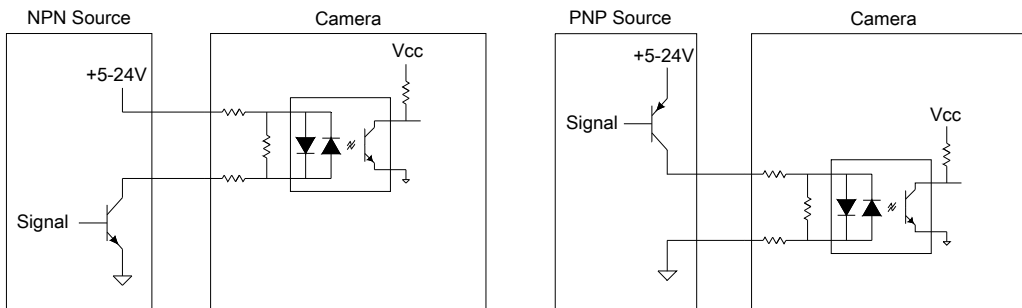 NPN Source
Camera
+5-24V
Vcc
Signal
PNP Source
Camera
+5-24V
Signal
Vcc